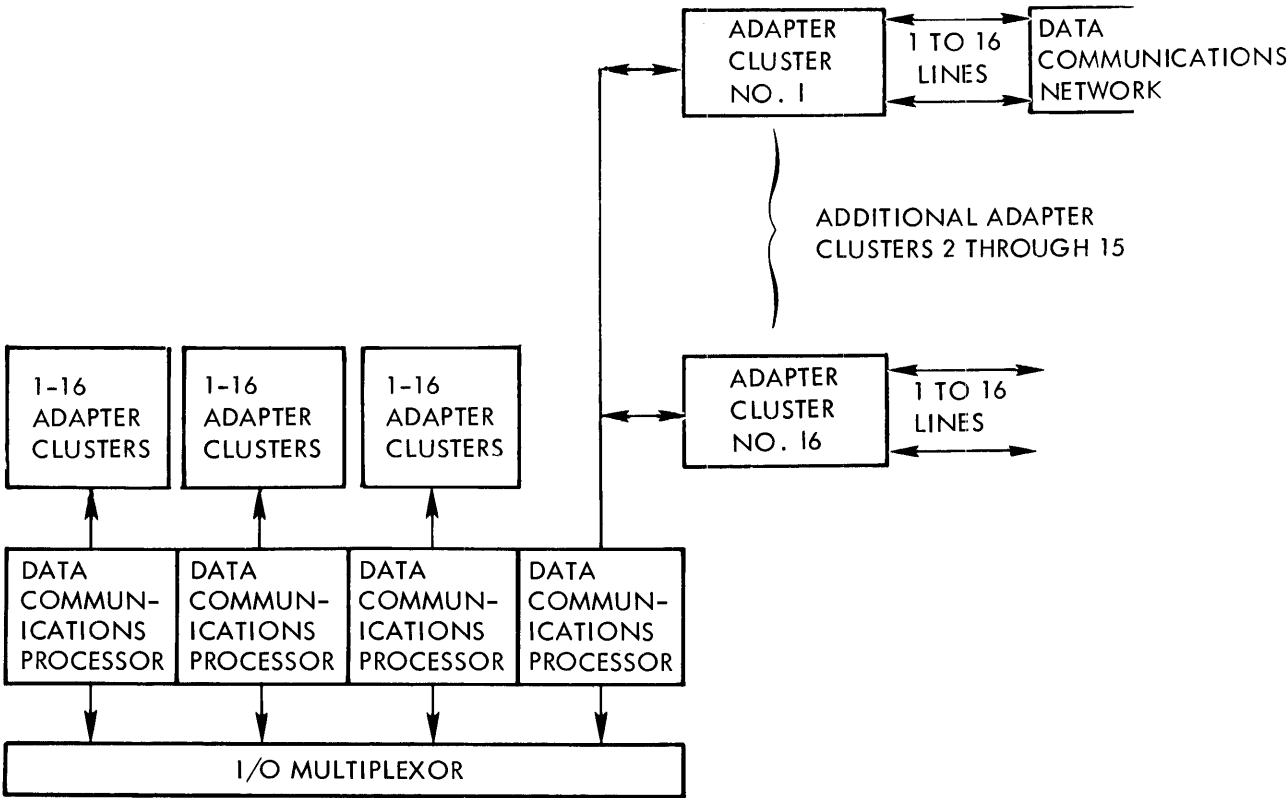 ADAPTER
CLUSTER
NO. 1
1 TO 16
LINES
DATA
COMMUNICATIONS
NETWORK
ADDITIONAL ADAPTER
CLUSTERS 2 THROUGH 15
ADAPTER
CLUSTER
NO. 16
1 TO 16
LINES
1-16
ADAPTER
CLUSTERS
1-16
ADAPTER
CLUSTERS
1-16
ADAPTER
CLUSTERS
DATA
COMMUN-
ICATIONS
PROCESSOR
DATA
COMMUN-
ICATIONS
PROCESSOR
DATA
COMMUN-
ICATIONS
PROCESSOR
DATA
COMMUN-
ICATIONS
PROCESSOR
I/O MULTIPLEXOR